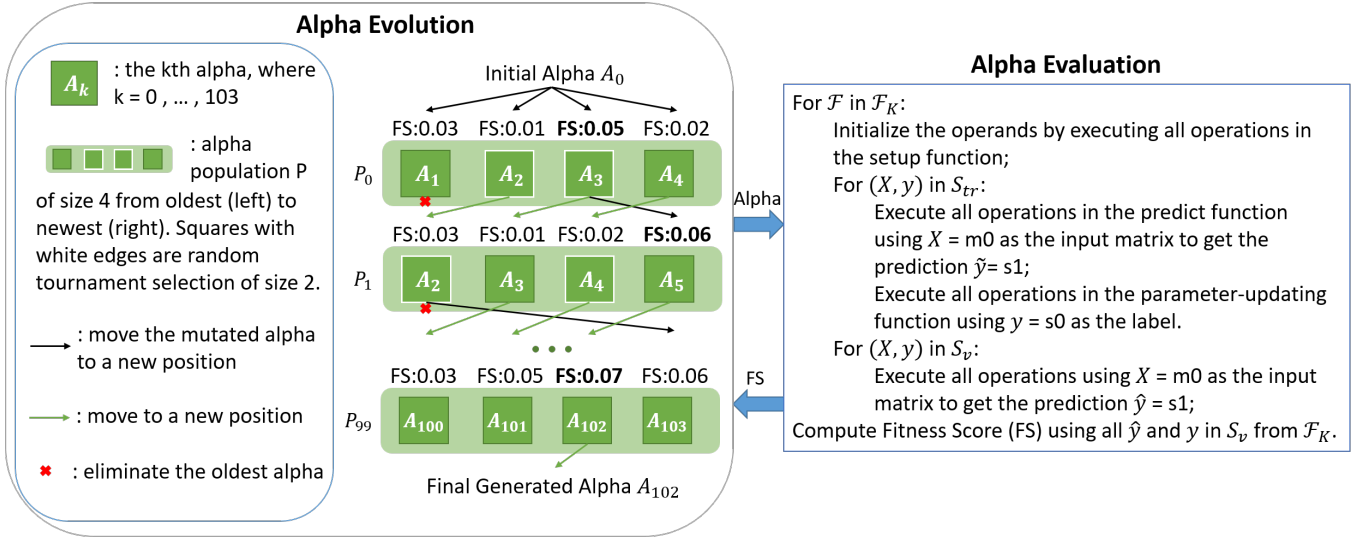 Alpha Evolution
A_k
: the kth alpha, where
k = 0 , … , 103
: alpha
population P
of size 4 from oldest (left) to
newest (right). Squares with
white edges are random
tournament selection of size 2.
: move the mutated alpha
to a new position
: move to a new position
: eliminate the oldest alpha
Initial Alpha A_0
FS:0.03 FS:0.01 FS:0.05 FS:0.02
P_0 A_1 A_2 A_3 A_4
FS:0.03 FS:0.01 FS:0.02 FS:0.06
P_1 A_2 A_3 A_4 A_5
FS:0.03 FS:0.05 FS:0.07 FS:0.06
P_99 A_100 A_101 A_102 A_103
Final Generated Alpha A_102
Alpha
FS
Alpha Evaluation
For ℱ in ℱ_K:
Initialize the operands by executing all operations in
the setup function;
For (X, y) in S_tr:
Execute all operations in the predict function
using X = m0 as the input matrix to get the
prediction ỹ= s1;
Execute all operations in the parameter-updating
function using y = s0 as the label.
For (X, y) in S_v:
Execute all operations using X = m0 as the input
matrix to get the prediction ŷ = s1;
Compute Fitness Score (FS) using all ŷ and y in S_v from ℱ_K.